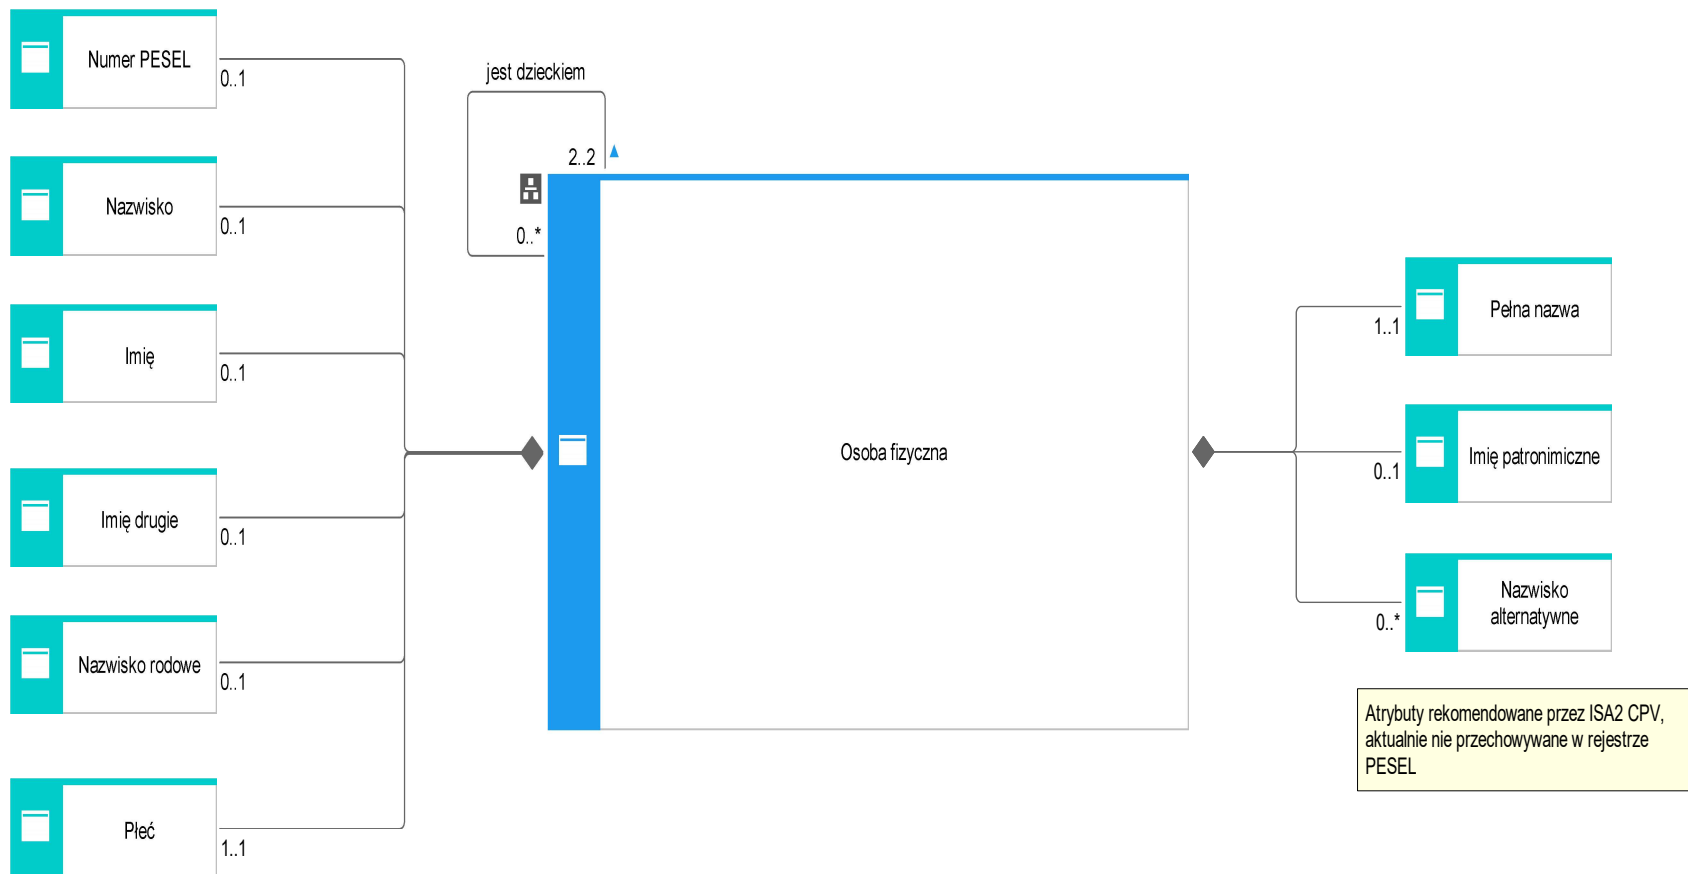 Numer PESEL
0..1
Nazwisko
0..1
Imię
0..1
Imię drugie
0..1
Nazwisko rodowe
0..1
Płeć
1..1
jest dzieckiem
2..2
0..*
Osoba fizyczna
Pełna nazwa
1..1
Imię patronimiczne
0..1
Nazwisko
alternatywne
0..*
Atrybuty rekomendowane przez ISA2 CPV,
aktualnie nie przechowywane w rejestrze
PESEL